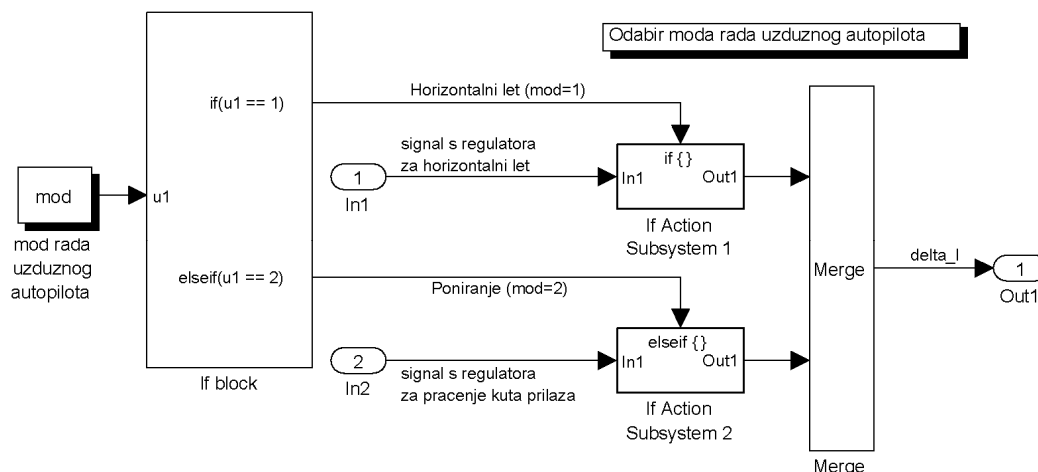 Odabir moda rada uzduznog autopilota
if(u1 == 1)
Horizontalni let (mod=1)
signal s regulatora
za horizontalni let
1
In1
if { }
In1
Out1
If Action
Subsystem 1
mod
u1
mod rada
uzduznog
autopilota
elseif(u1 == 2)
Poniranje (mod=2)
If block
2
In2
signal s regulatora
za pracenje kuta prilaza
elseif { }
In1
Out1
If Action
Subsystem 2
Merge
Merge
delta_l
1
Out1